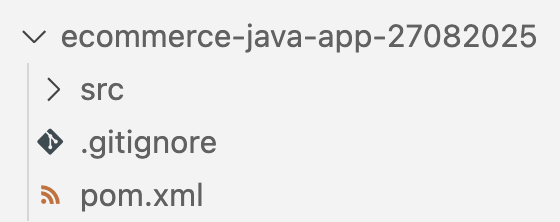 ecommerce-java-app-27082025
src
.gitignore
pom.xml